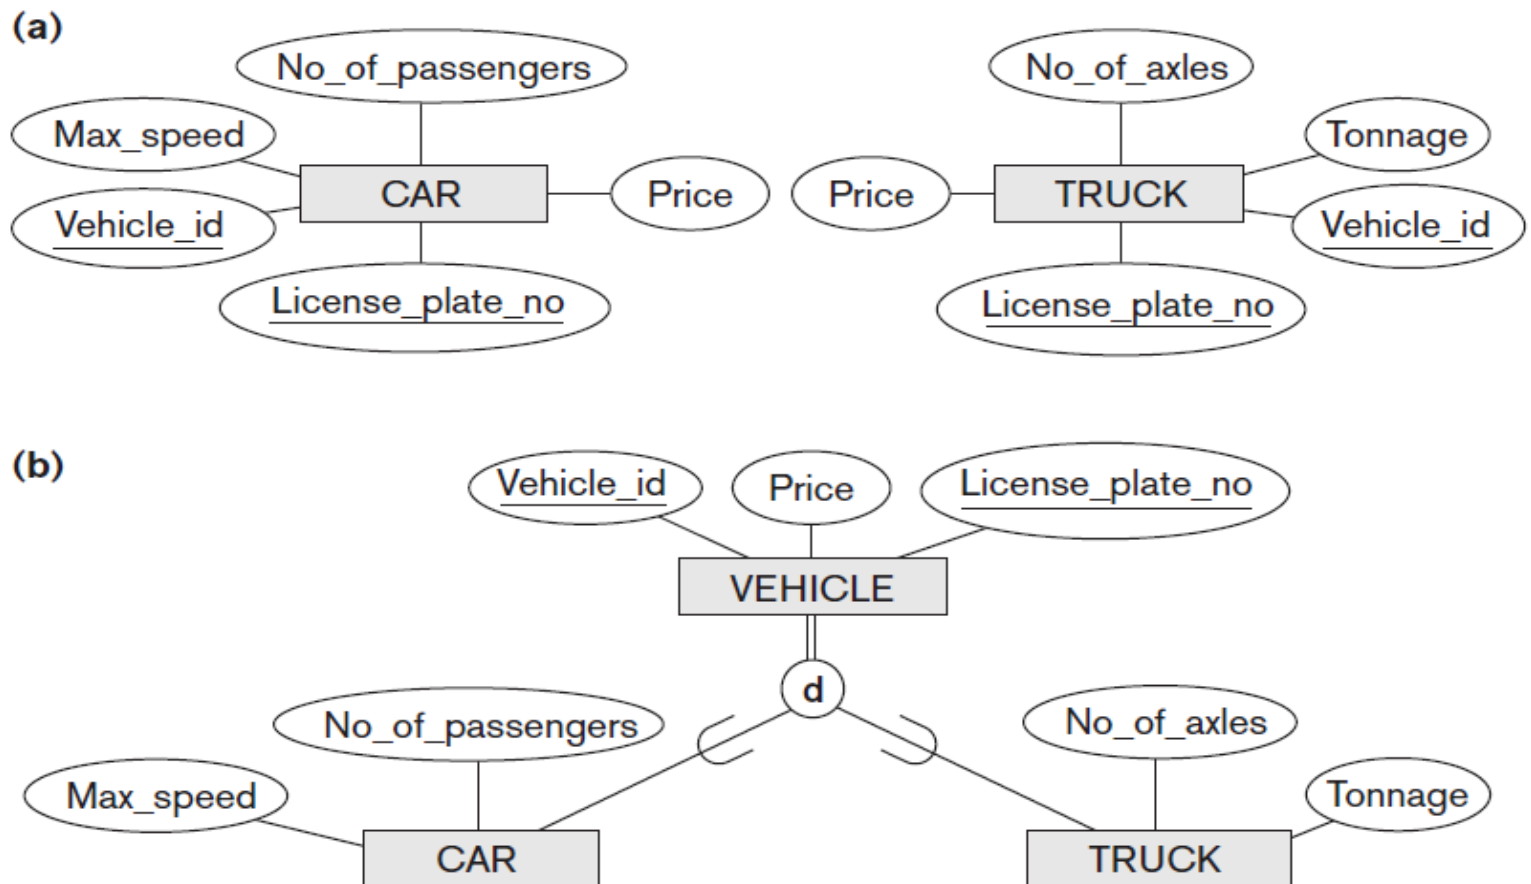 (a)
No_of_passengers
No_of_axles
Max_speed
Tonnage
CAR
Price
Price
TRUCK
Vehicle_id
Vehicle_id
License_plate_no
License_plate_no
(b)
Vehicle_id
Price
License_plate_no
VEHICLE
d
No_of_passengers
No_of_axles
Max_speed
Tonnage
CAR
TRUCK